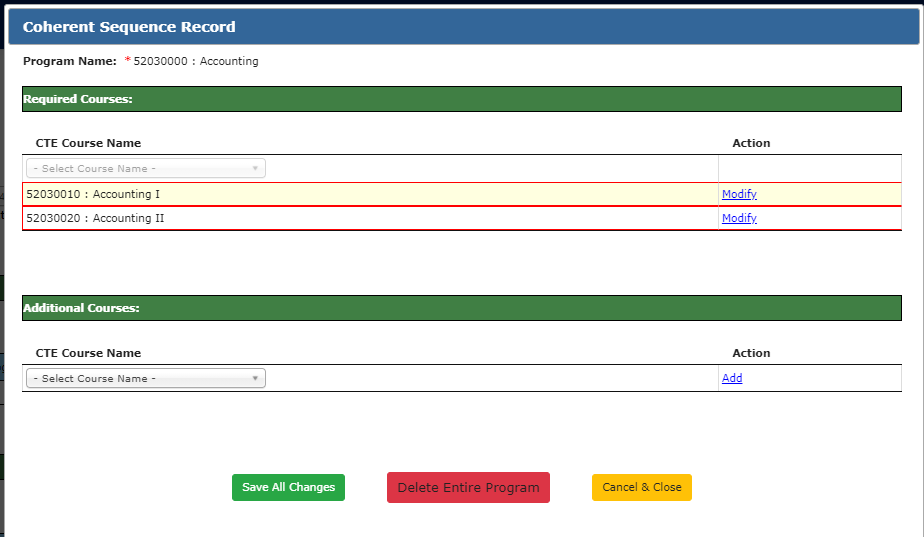 Coherent Sequence Record
Program Name: *52030000 : Accounting
Required Courses:
CTE Course Name Action
- Select Course Name -
52030010 : Accounting I Modify
52030020 : Accounting II Modify
Additional Courses:
CTE Course Name Action
- Select Course Name - Add
Save All Changes Delete Entire Program Cancel & Close